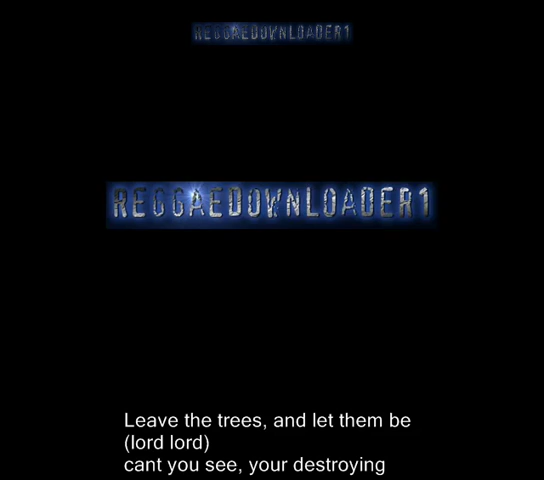 REGGAEDOWNLOADER1
REGGAEDOWNLOADER1
Leave the trees, and let them be
(lord lord)
cant you see, your destroying